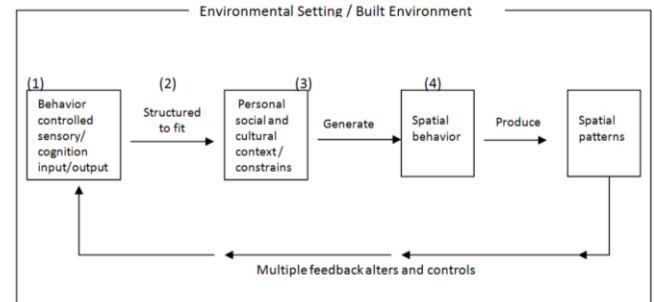 Environmental Setting / Built Environment
(1)
(2)
(3)
(4)
Behavior
controlled
sensory/
cognition
input/output
Structured
to fit
Personal
social and
cultural
context/
constrains
Generate
Spatial
behavior
Produce
Spatial
patterns
Multiple feedback alters and controls